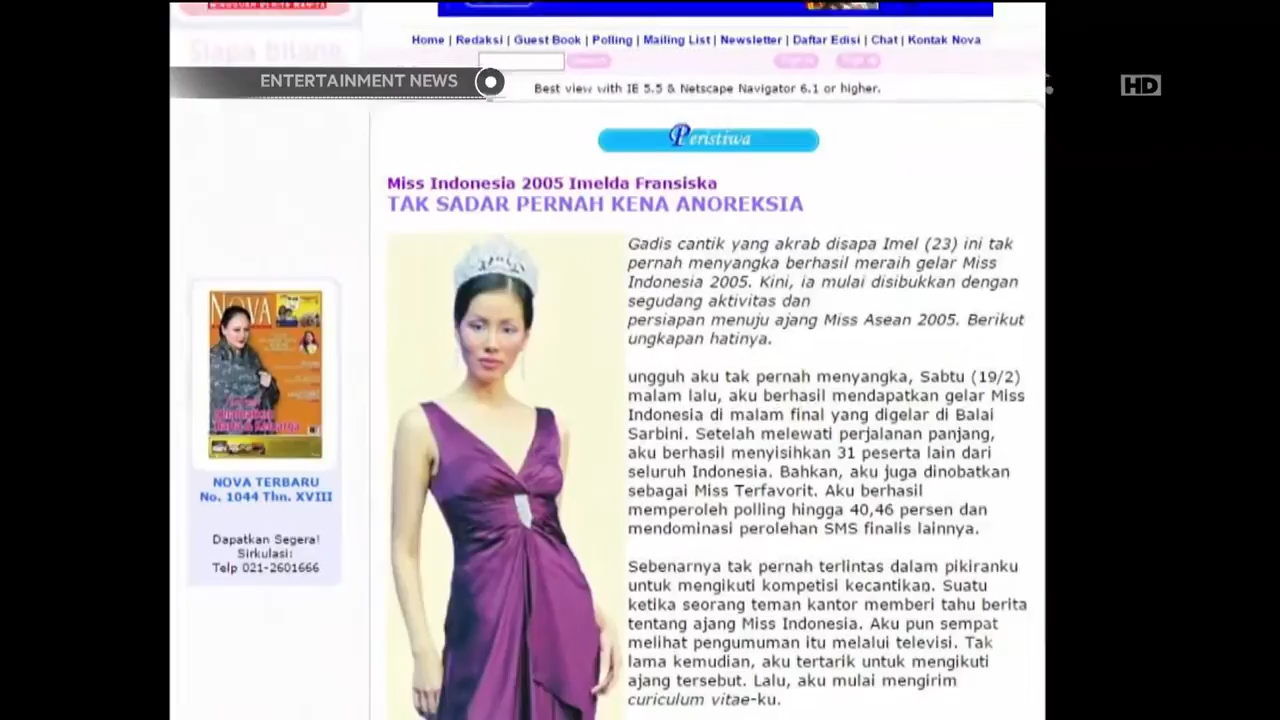 Home | Redaksi | Guest Book | Polling | Mailing List | Newsletter | Daftar Edisi | Chat | Kontak Nova
Siapa bilang
ENTERTAINMENT NEWS
HD
Best view with IE 5.5 & Netscape Navigator 6.1 or higher.
Peristiwa
Miss Indonesia 2005 Imelda Fransiska
TAK SADAR PERNAH KENA ANOREKSIA
Gadis cantik yang akrab disapa Imel (23) ini tak
pernah menyangka berhasil meraih gelar Miss
Indonesia 2005. Kini, ia mulai disibukkan dengan
segudang aktivitas dan
persiapan menuju ajang Miss Asean 2005. Berikut
ungkapan hatinya.
ungguh aku tak pernah menyangka, Sabtu (19/2)
malam lalu, aku berhasil mendapatkan gelar Miss
Indonesia di malam final yang digelar di Balai
Sarbini. Setelah melewati perjalanan panjang,
aku berhasil menyisihkan 31 peserta lain dari
seluruh Indonesia. Bahkan, aku juga dinobatkan
sebagai Miss Terfavorit. Aku berhasil
memperoleh polling hingga 40,46 persen dan
mendominasi perolehan SMS finalis lainnya.
Sebenarnya tak pernah terlintas dalam pikiranku
untuk mengikuti kompetisi kecantikan. Suatu
ketika seorang teman kantor memberi tahu berita
tentang ajang Miss Indonesia. Aku pun sempat
melihat pengumuman itu melalui televisi. Tak
lama kemudian, aku tertarik untuk mengikuti
ajang tersebut. Lalu, aku mulai mengirim
curiculum vitae-ku.
NOVA
NOVA TERBARU
No. 1044 Thn. XVIII
Dapatkan Segera!
Sirkulasi:
Telp 021-2601666